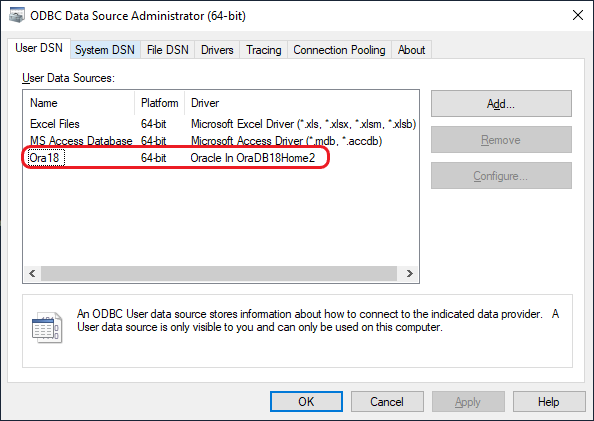 ODBC Data Source Administrator (64-bit)
User DSN System DSN File DSN Drivers Tracing Connection Pooling About
User Data Sources:
Name Platform Driver
Excel Files 64-bit Microsoft Excel Driver (*.xls, *.xlsx, *.xlsm, *.xlsb)
MS Access Database 64-bit Microsoft Access Driver (*.mdb, *.accdb)
Ora18 64-bit Oracle In OraDB18Home2
Add...
Remove
Configure...
An ODBC User data source stores information about how to connect to the indicated data provider. A
User data source is only visible to you and can only be used on this computer.
OK Cancel Apply Help